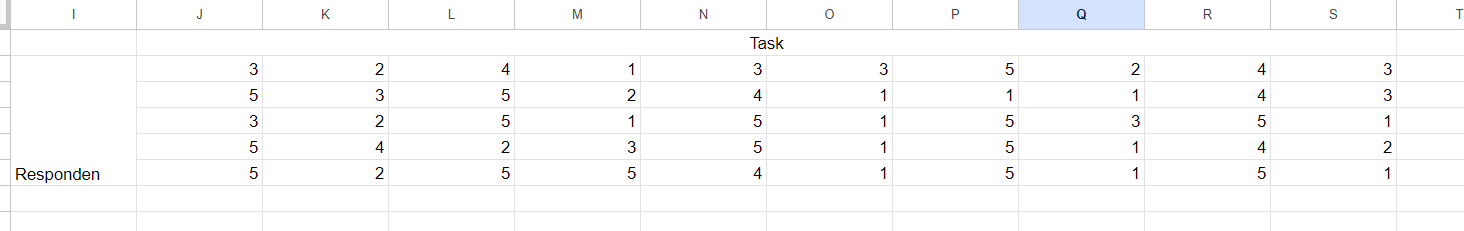 I J K L M N O P Q R S T
Task
3 2 4 1 3 3 5 2 4 3
5 3 5 2 4 1 1 1 4 3
3 2 5 1 5 1 5 3 5 1
5 4 2 3 5 1 5 1 4 2
Responden 5 2 5 5 4 1 5 1 5 1